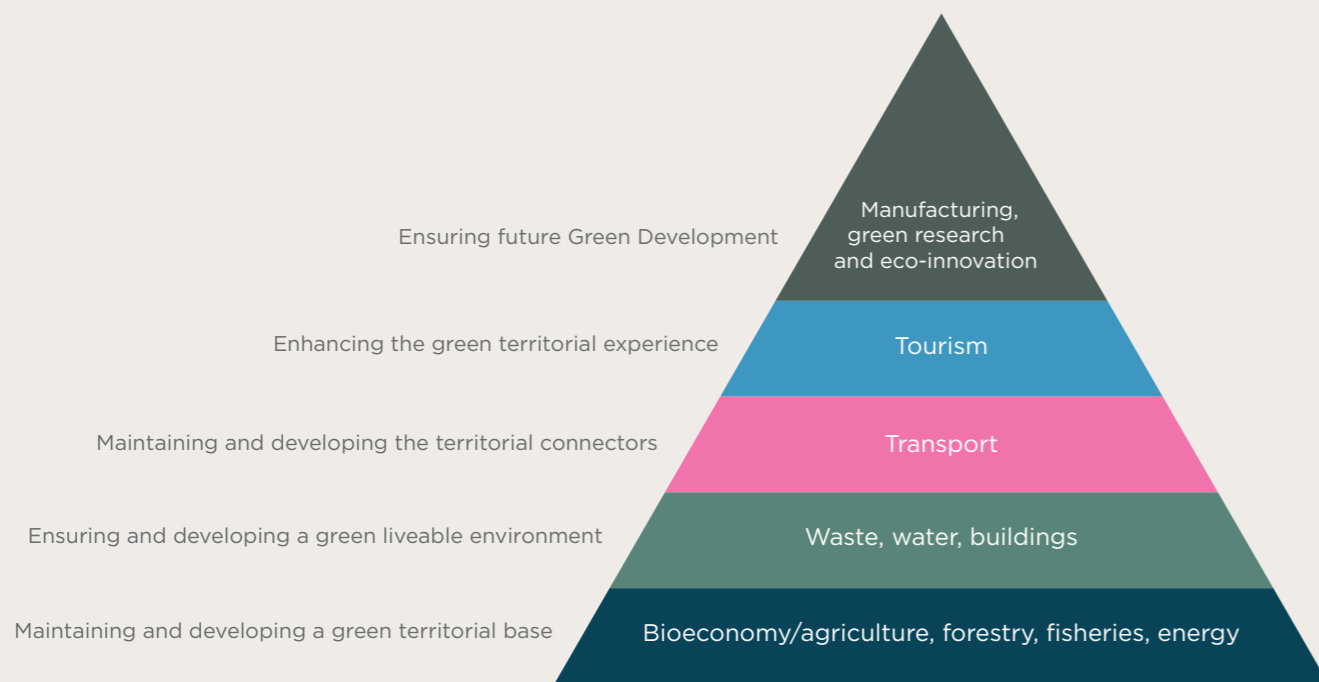 Manufacturing,
green research
and eco-innovation
Ensuring future Green Development
Enhancing the green territorial experience
Tourism
Maintaining and developing the territorial connectors
Transport
Ensuring and developing a green liveable environment
Waste, water, buildings
Maintaining and developing a green territorial base
Bioeconomy/agriculture, forestry, fisheries, energy